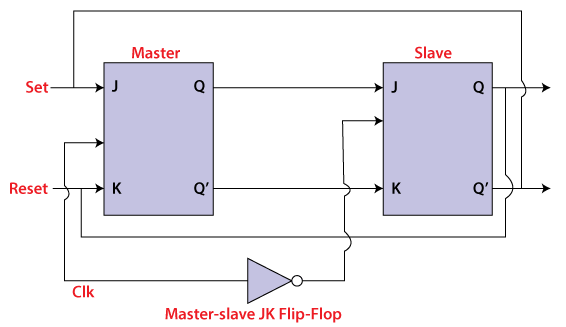 Master
Slave
Set
J
Q
J
Q
Reset
K
Q'
K
Q'
Clk
Master-slave JK Flip-Flop